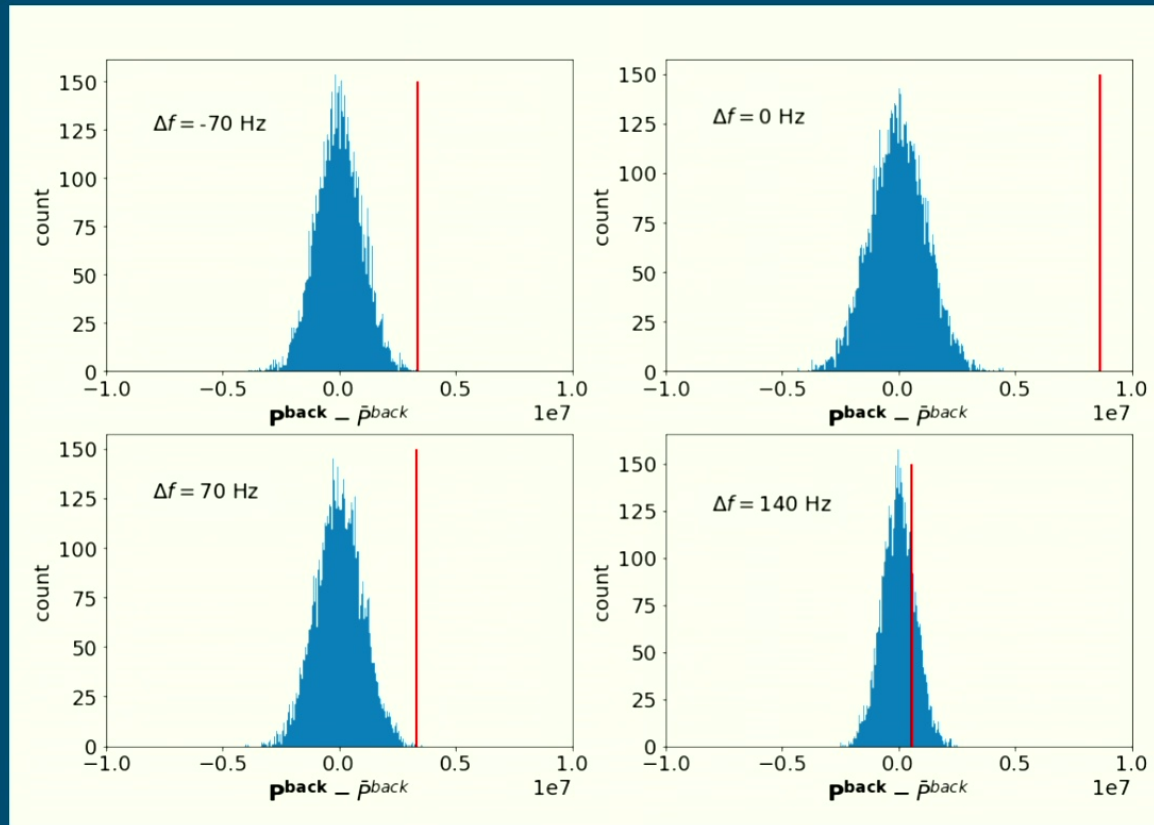 150
125
100
75
50
25
0
count
Δf = -70 Hz
−1.0 −0.5 0.0 0.5 1.0
1e7
𝐏ᵇᵃᶜᵏ − P̄ᵇᵃᶜᵏ
150
125
100
75
50
25
0
count
Δf = 0 Hz
−1.0 −0.5 0.0 0.5 1.0
1e7
𝐏ᵇᵃᶜᵏ − P̄ᵇᵃᶜᵏ
150
125
100
75
50
25
0
count
Δf = 70 Hz
−1.0 −0.5 0.0 0.5 1.0
1e7
𝐏ᵇᵃᶜᵏ − P̄ᵇᵃᶜᵏ
150
125
100
75
50
25
0
count
Δf = 140 Hz
−1.0 −0.5 0.0 0.5 1.0
1e7
𝐏ᵇᵃᶜᵏ − P̄ᵇᵃᶜᵏ